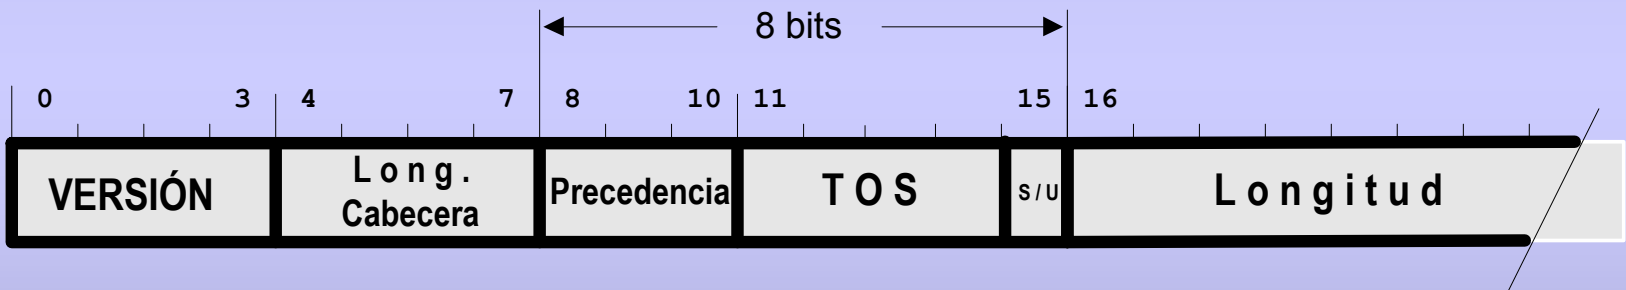 8 bits
0 3 4 7 8 10 11 15 16
VERSIÓN Long. Cabecera Precedencia TOS S/U Longitud